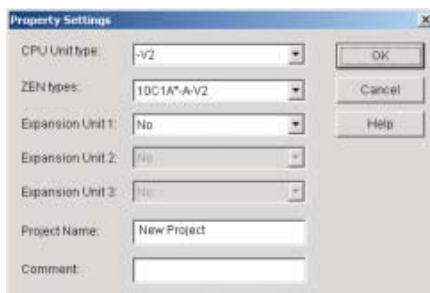 Property Settings
CPU Unit type: -V2
OK
ZEN types: 10C1A*-A-V2
Cancel
Expansion Unit 1: No
Help
Expansion Unit 2: No
Expansion Unit 3: No
Project Name: New Project
Comment: